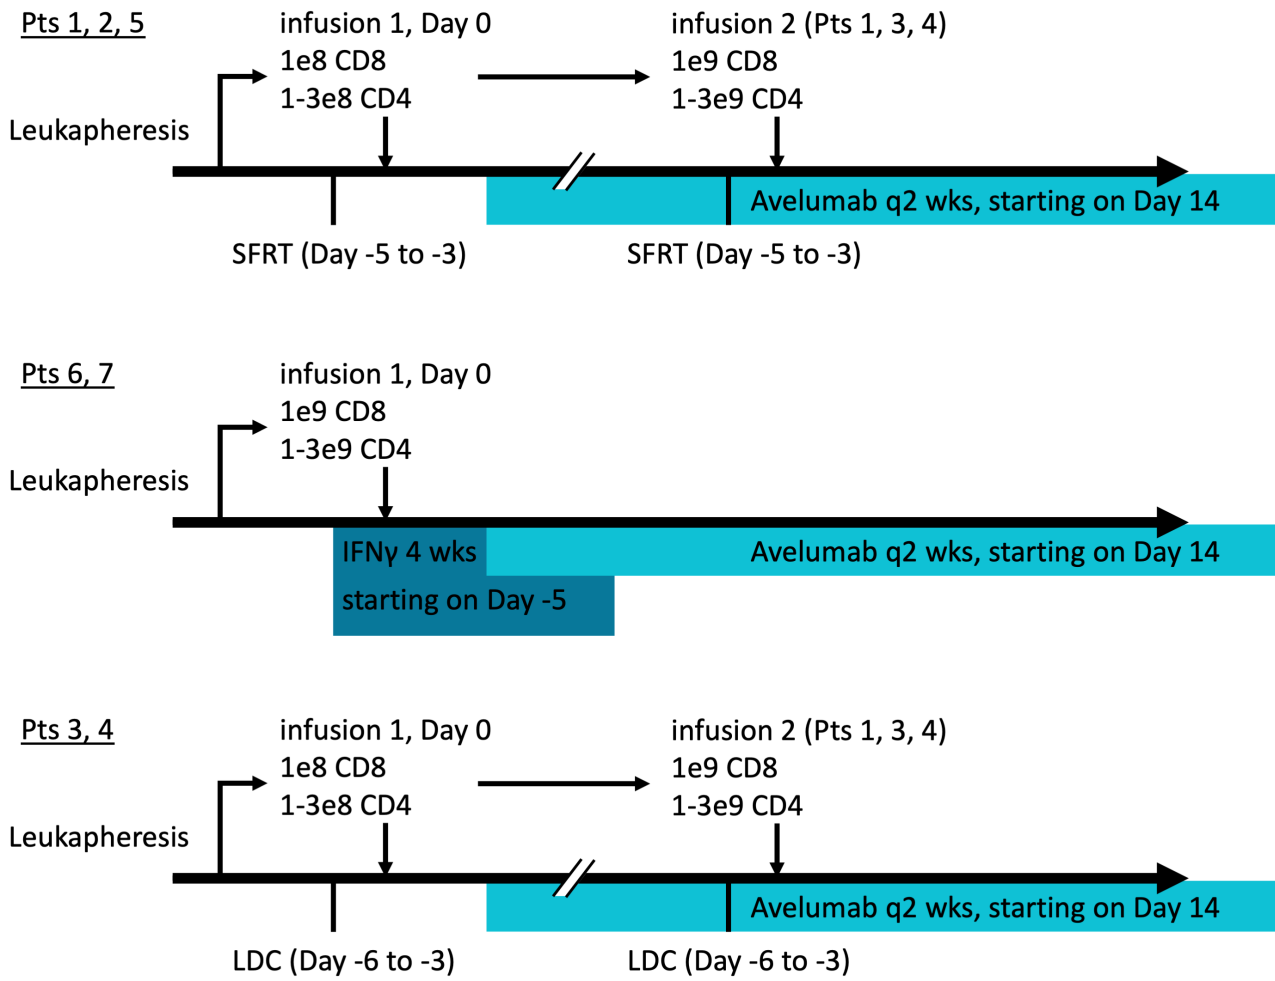 Pts 1, 2, 5
infusion 1, Day 0
1e8 CD8
1-3e8 CD4
infusion 2 (Pts 1, 3, 4)
1e9 CD8
1-3e9 CD4
Leukapheresis
Avelumab q2 wks, starting on Day 14
SFRT (Day -5 to -3)
SFRT (Day -5 to -3)
Pts 6, 7
infusion 1, Day 0
1e9 CD8
1-3e9 CD4
Leukapheresis
IFNγ 4 wks
starting on Day -5
Avelumab q2 wks, starting on Day 14
Pts 3, 4
infusion 1, Day 0
1e8 CD8
1-3e8 CD4
infusion 2 (Pts 1, 3, 4)
1e9 CD8
1-3e9 CD4
Leukapheresis
Avelumab q2 wks, starting on Day 14
LDC (Day -6 to -3)
LDC (Day -6 to -3)